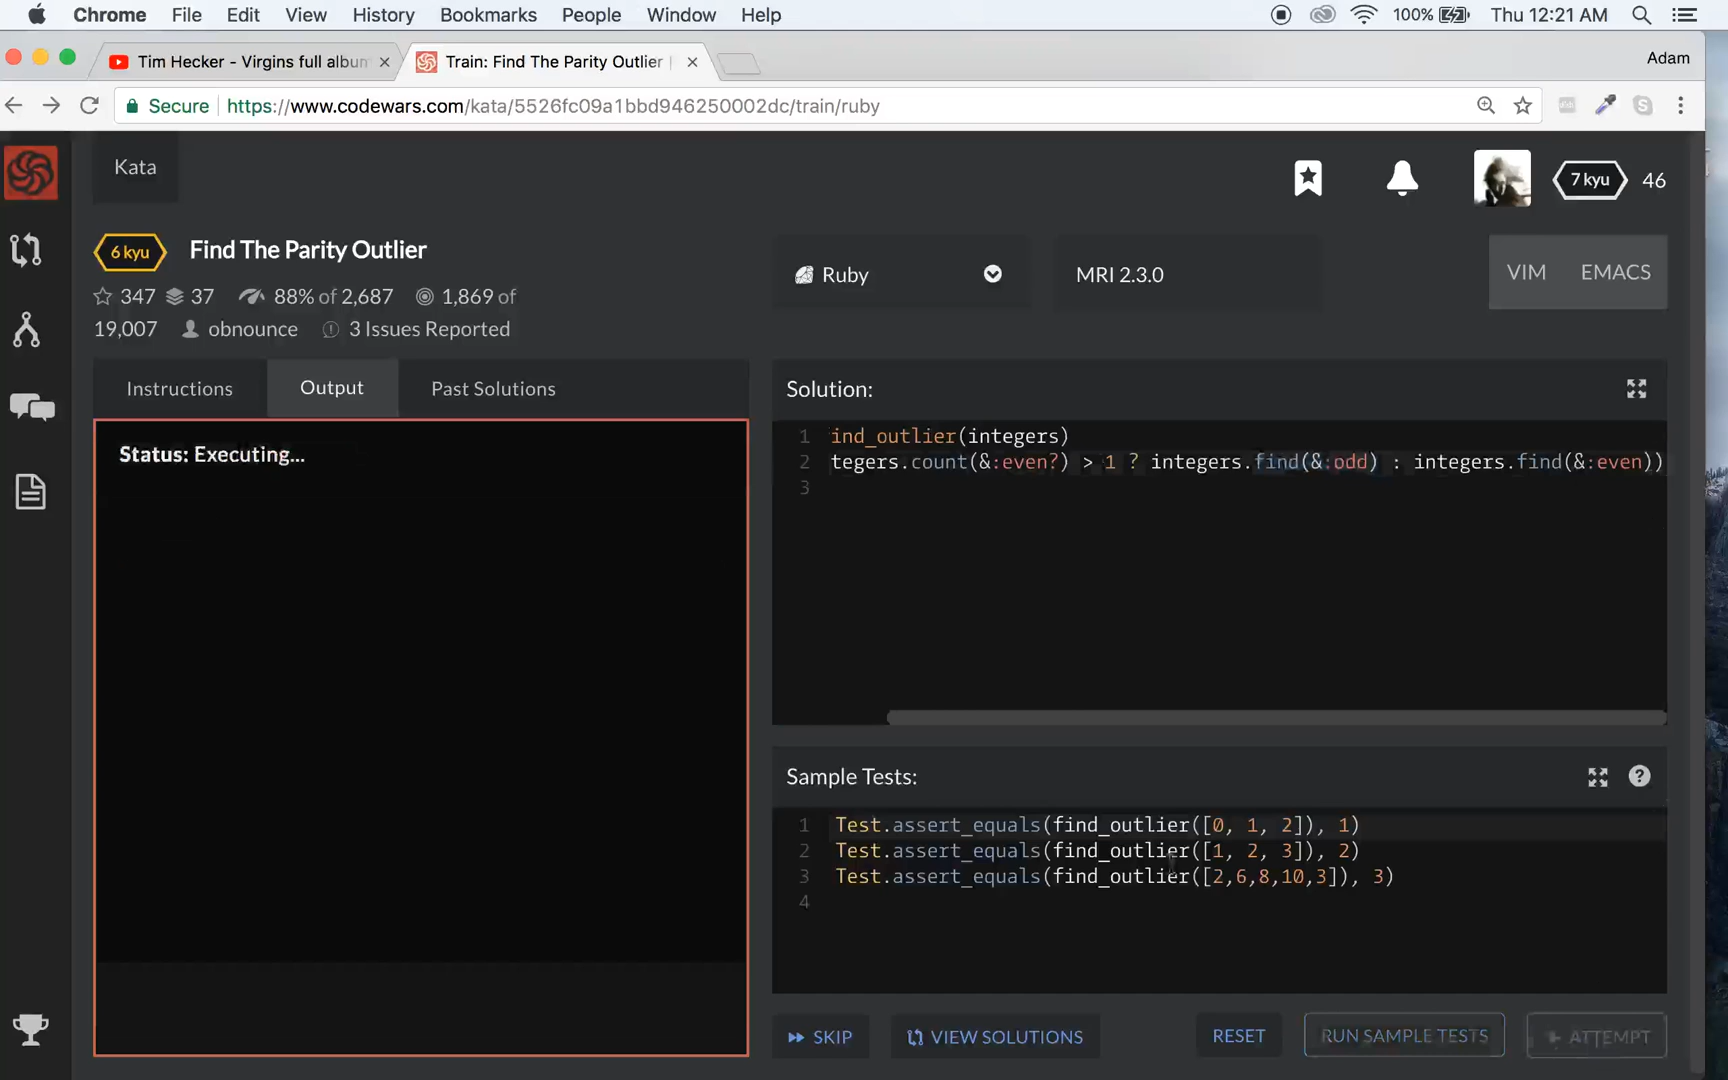 Chrome File Edit View History Bookmarks People Window Help 100% Thu 12:21 AM
Tim Hecker - Virgins full album Train: Find The Parity Outlier Adam
Secure https://www.codewars.com/kata/5526fc09a1bbd946250002dc/train/ruby
Kata 7 kyu 46
6 kyu Find The Parity Outlier
Ruby MRI 2.3.0 VIM EMACS
347 37 88% of 2,687 1,869 of
19,007 obnounce 3 Issues Reported
Instructions Output Past Solutions
Solution:
Status: Executing...
1 ind_outlier(integers)
2 tegers.count(&:even?) > 1 ? integers.find(&:odd) : integers.find(&:even))
3
Sample Tests:
1 Test.assert_equals(find_outlier([0, 1, 2]), 1)
2 Test.assert_equals(find_outlier([1, 2, 3]), 2)
3 Test.assert_equals(find_outlier([2,6,8,10,3]), 3)
4
SKIP VIEW SOLUTIONS RESET RUN SAMPLE TESTS ATTEMPT